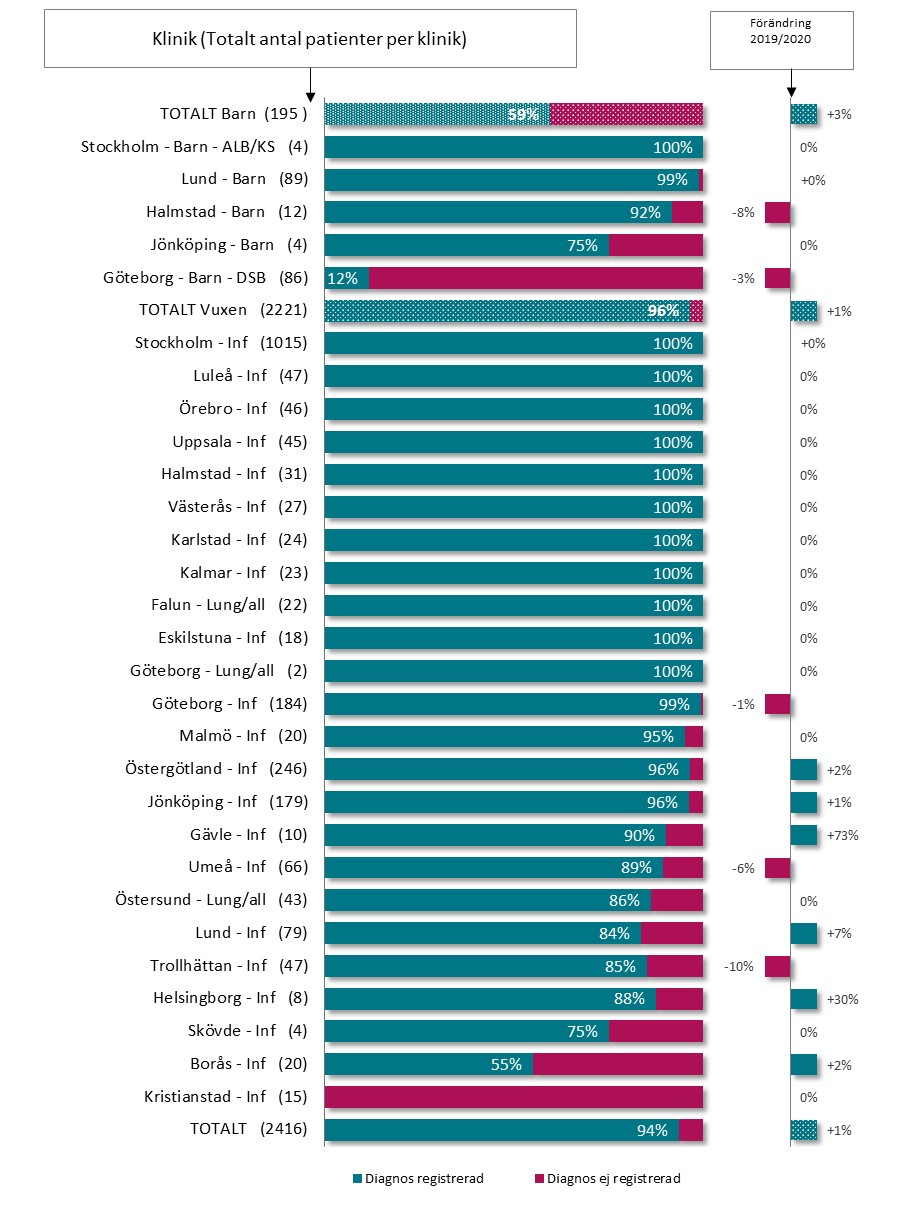 Klinik (Totalt antal patienter per klinik)
Förändring
2019/2020
TOTALT Barn (195 ) 59% +3%
Stockholm - Barn - ALB/KS (4) 100% 0%
Lund - Barn (89) 99% +0%
Halmstad - Barn (12) 92% -8%
Jönköping - Barn (4) 75% 0%
Göteborg - Barn - DSB (86) 12% -3%
TOTALT Vuxen (2221) 96% +1%
Stockholm - Inf (1015) 100% +0%
Luleå - Inf (47) 100% 0%
Örebro - Inf (46) 100% 0%
Uppsala - Inf (45) 100% 0%
Halmstad - Inf (31) 100% 0%
Västerås - Inf (27) 100% 0%
Karlstad - Inf (24) 100% 0%
Kalmar - Inf (23) 100% 0%
Falun - Lung/all (22) 100% 0%
Eskilstuna - Inf (18) 100% 0%
Göteborg - Lung/all (2) 100% 0%
Göteborg - Inf (184) 99% -1%
Malmö - Inf (20) 95% 0%
Östergötland - Inf (246) 96% +2%
Jönköping - Inf (179) 96% +1%
Gävle - Inf (10) 90% +73%
Umeå - Inf (66) 89% -6%
Östersund - Lung/all (43) 86% 0%
Lund - Inf (79) 84% +7%
Trollhättan - Inf (47) 85% -10%
Helsingborg - Inf (8) 88% +30%
Skövde - Inf (4) 75% 0%
Borås - Inf (20) 55% +2%
Kristianstad - Inf (15) 0%
TOTALT (2416) 94% +1%
Diagnos registrerad Diagnos ej registrerad